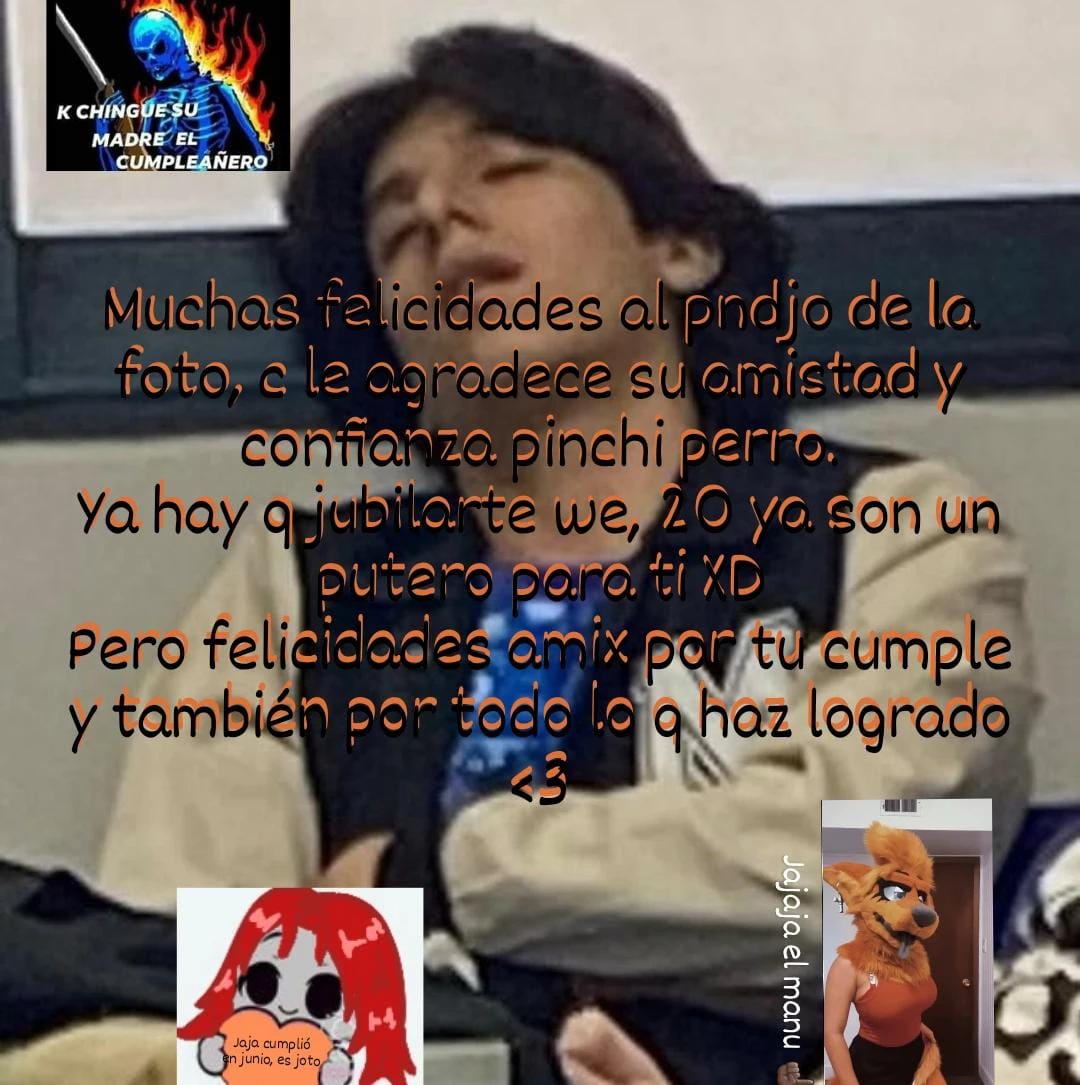 K CHINGUE SU
MADRE EL
CUMPLEAÑERO
Muchas felicidades al pndjo de la
foto, c le agradece su amistad y
confianza pinchi perro.
Ya hay q jubilarte we, 20 ya son un
putero para ti XD
Pero felicidades amix por tu cumple
y también por todo lo q haz logrado
<3
Jajaja el manu
Jaja cumplió
en junio, es joto